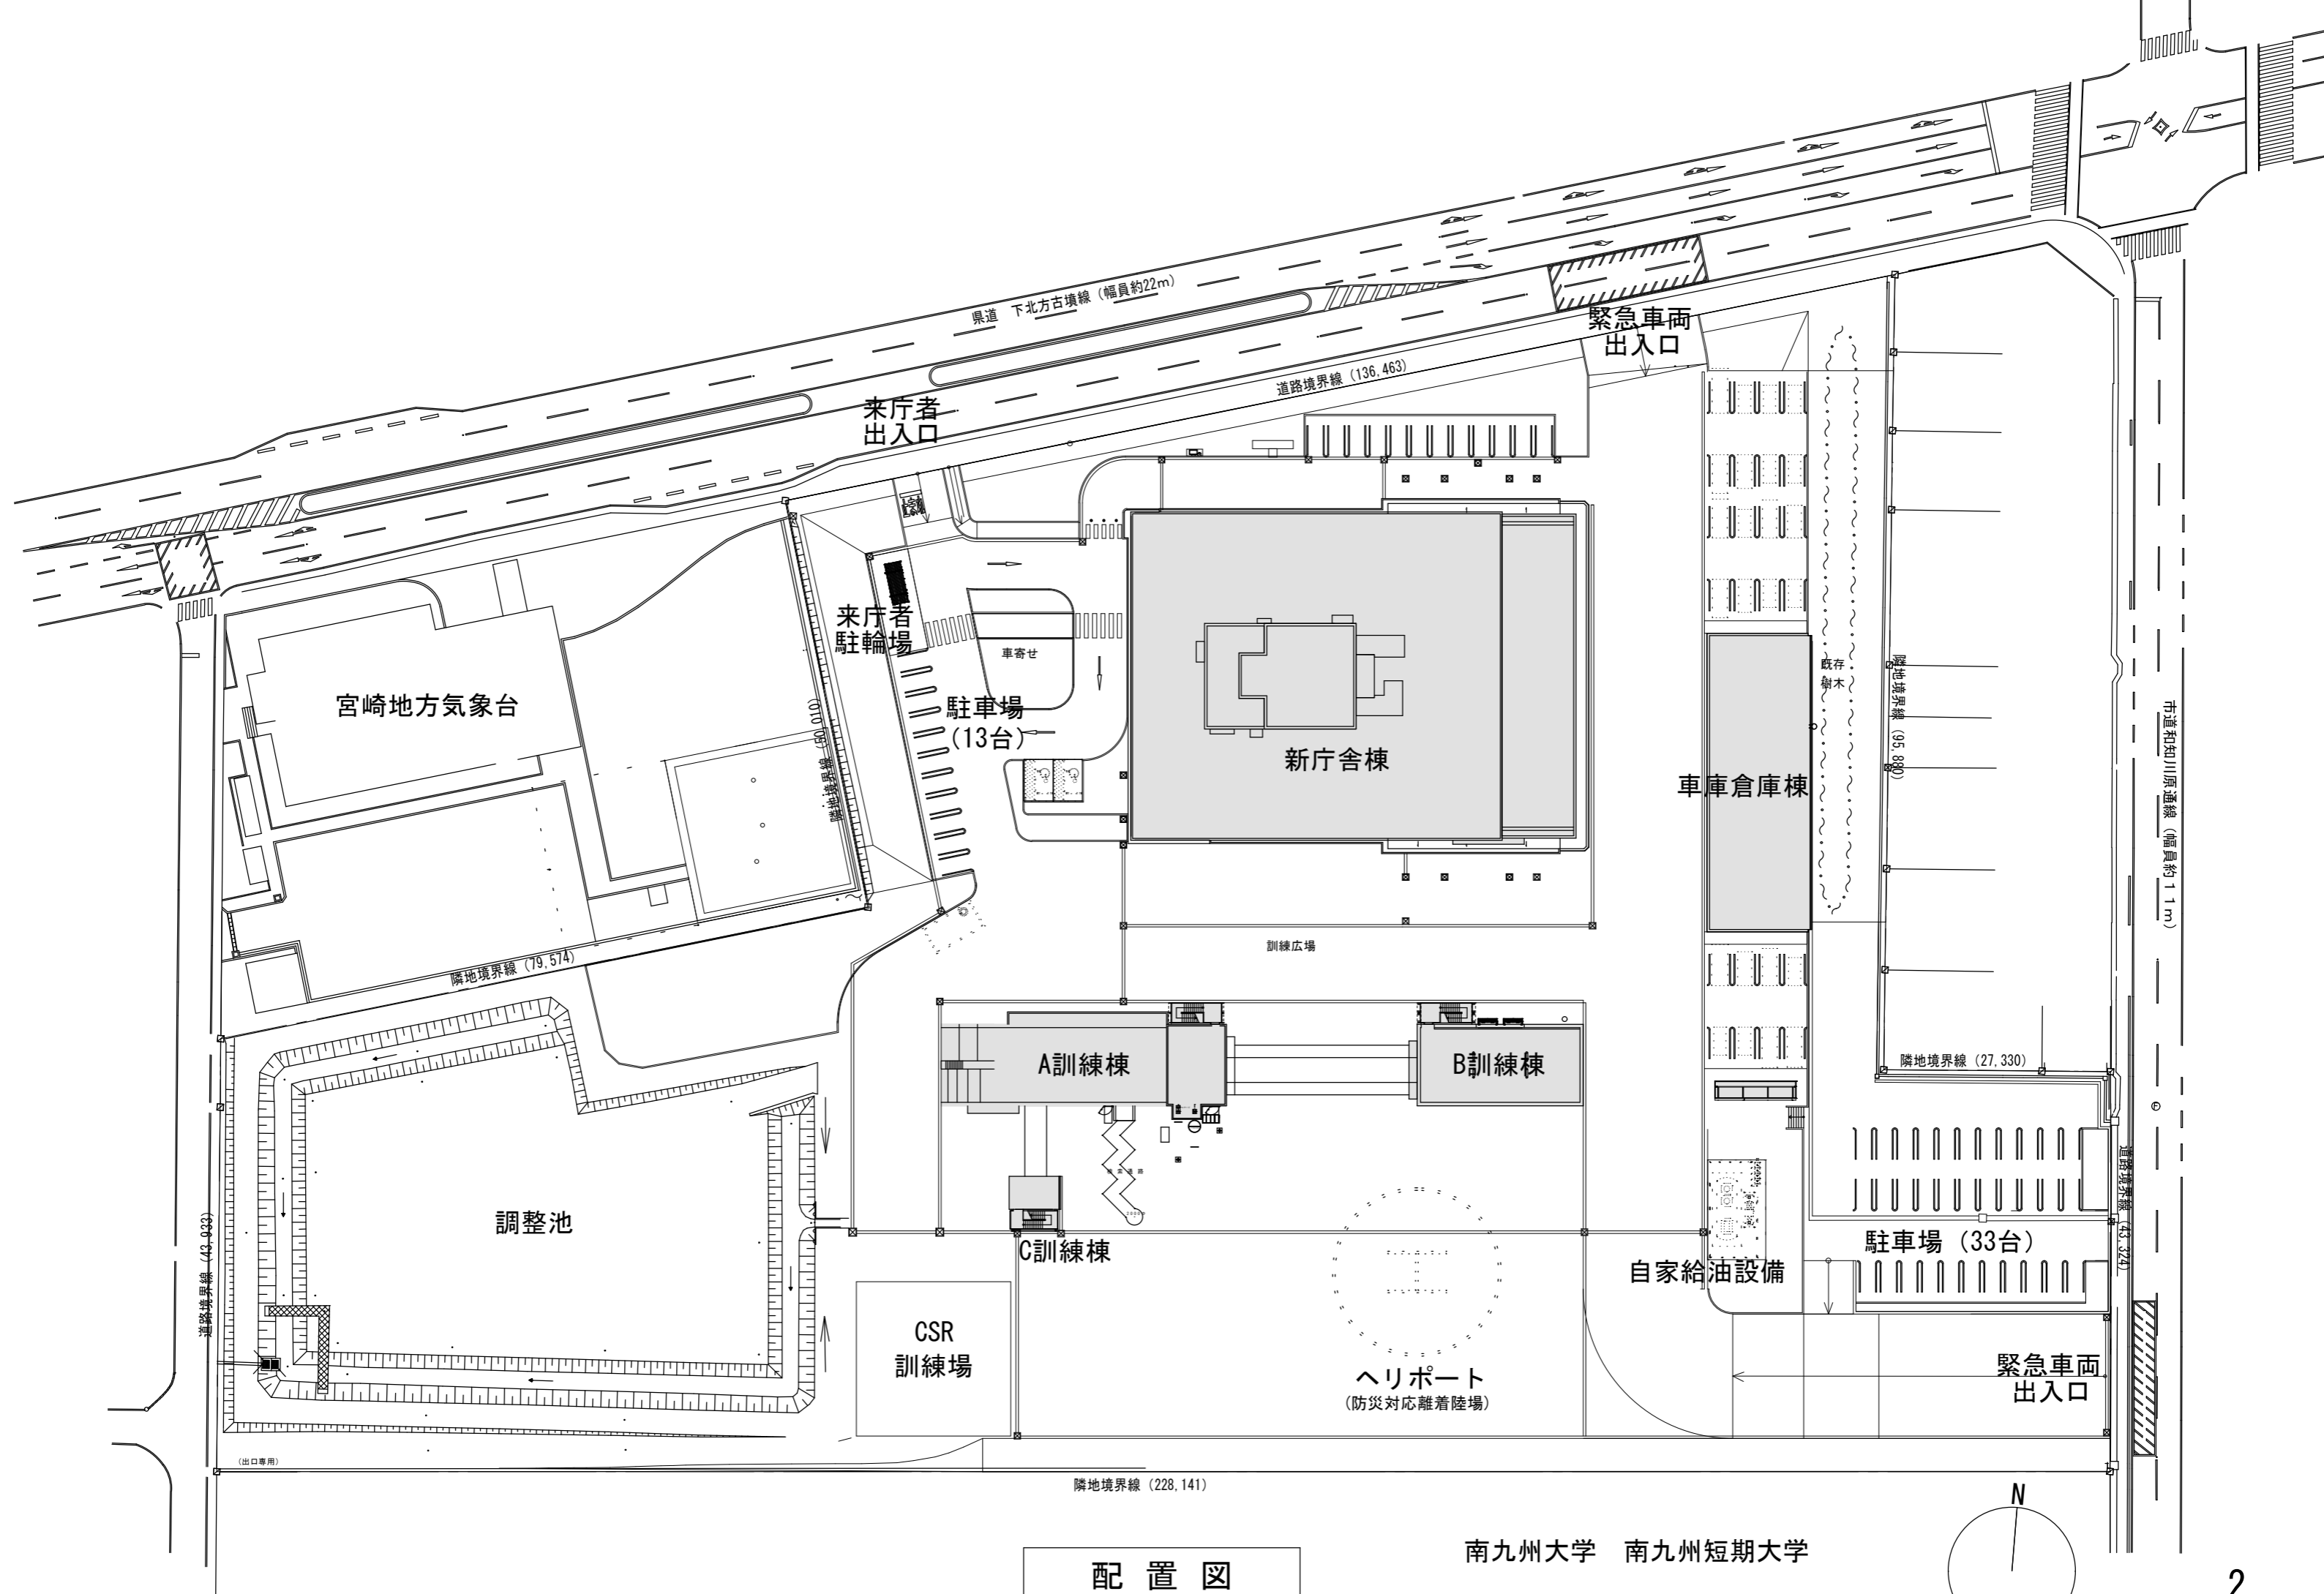 県道　下北方古墳線（幅員約22m）
緊急車両
出入口
道路境界線（136,463）
来庁者
出入口
来庁者
駐輪場
車寄せ
既存
樹木
隣地境界線（95,880）
宮崎地方気象台
隣地境界線（50,010）
駐車場
（13台）
新庁舎棟
車庫倉庫棟
市道和知川原通線（幅員約11m）
訓練広場
隣地境界線（79,574）
A訓練棟
B訓練棟
隣地境界線（27,330）
道路境界線（43,324）
調整池
道路境界線（43,933）
C訓練棟
駐車場（33台）
自家給油設備
CSR
訓練場
ヘリポート
（防災対応離着陸場）
緊急車両
出入口
（出口専用）
隣地境界線（228,141）
N
南九州大学　南九州短期大学
配 置 図
2